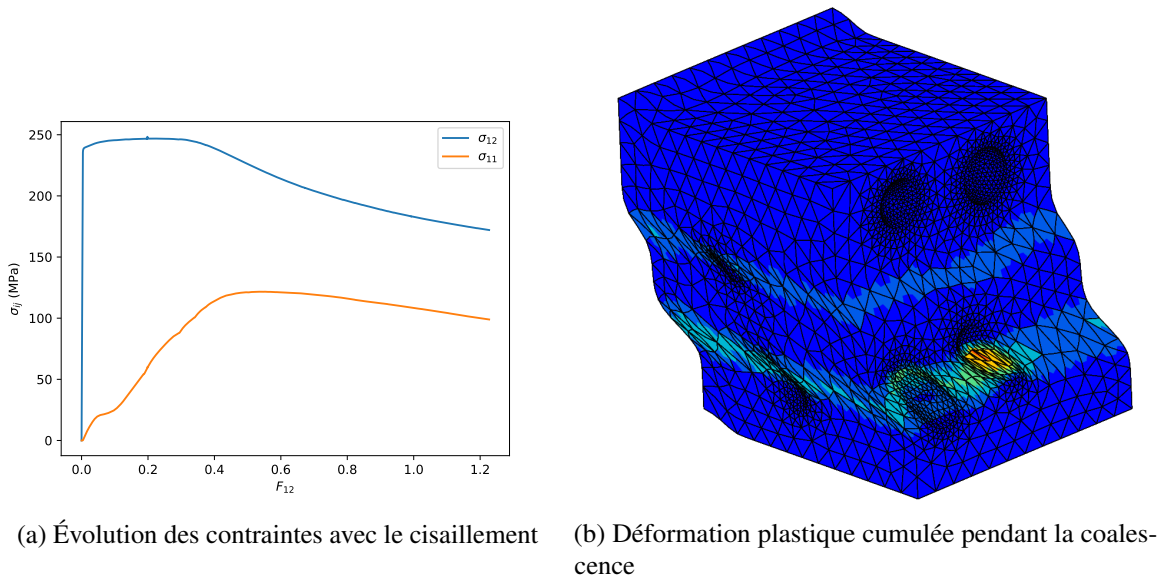 250
200
150
100
50
0
σij (MPa)
σ12
σ11
0.0 0.2 0.4 0.6 0.8 1.0 1.2
F12
(a) Évolution des contraintes avec le cisaillement
(b) Déformation plastique cumulée pendant la coales-
cence